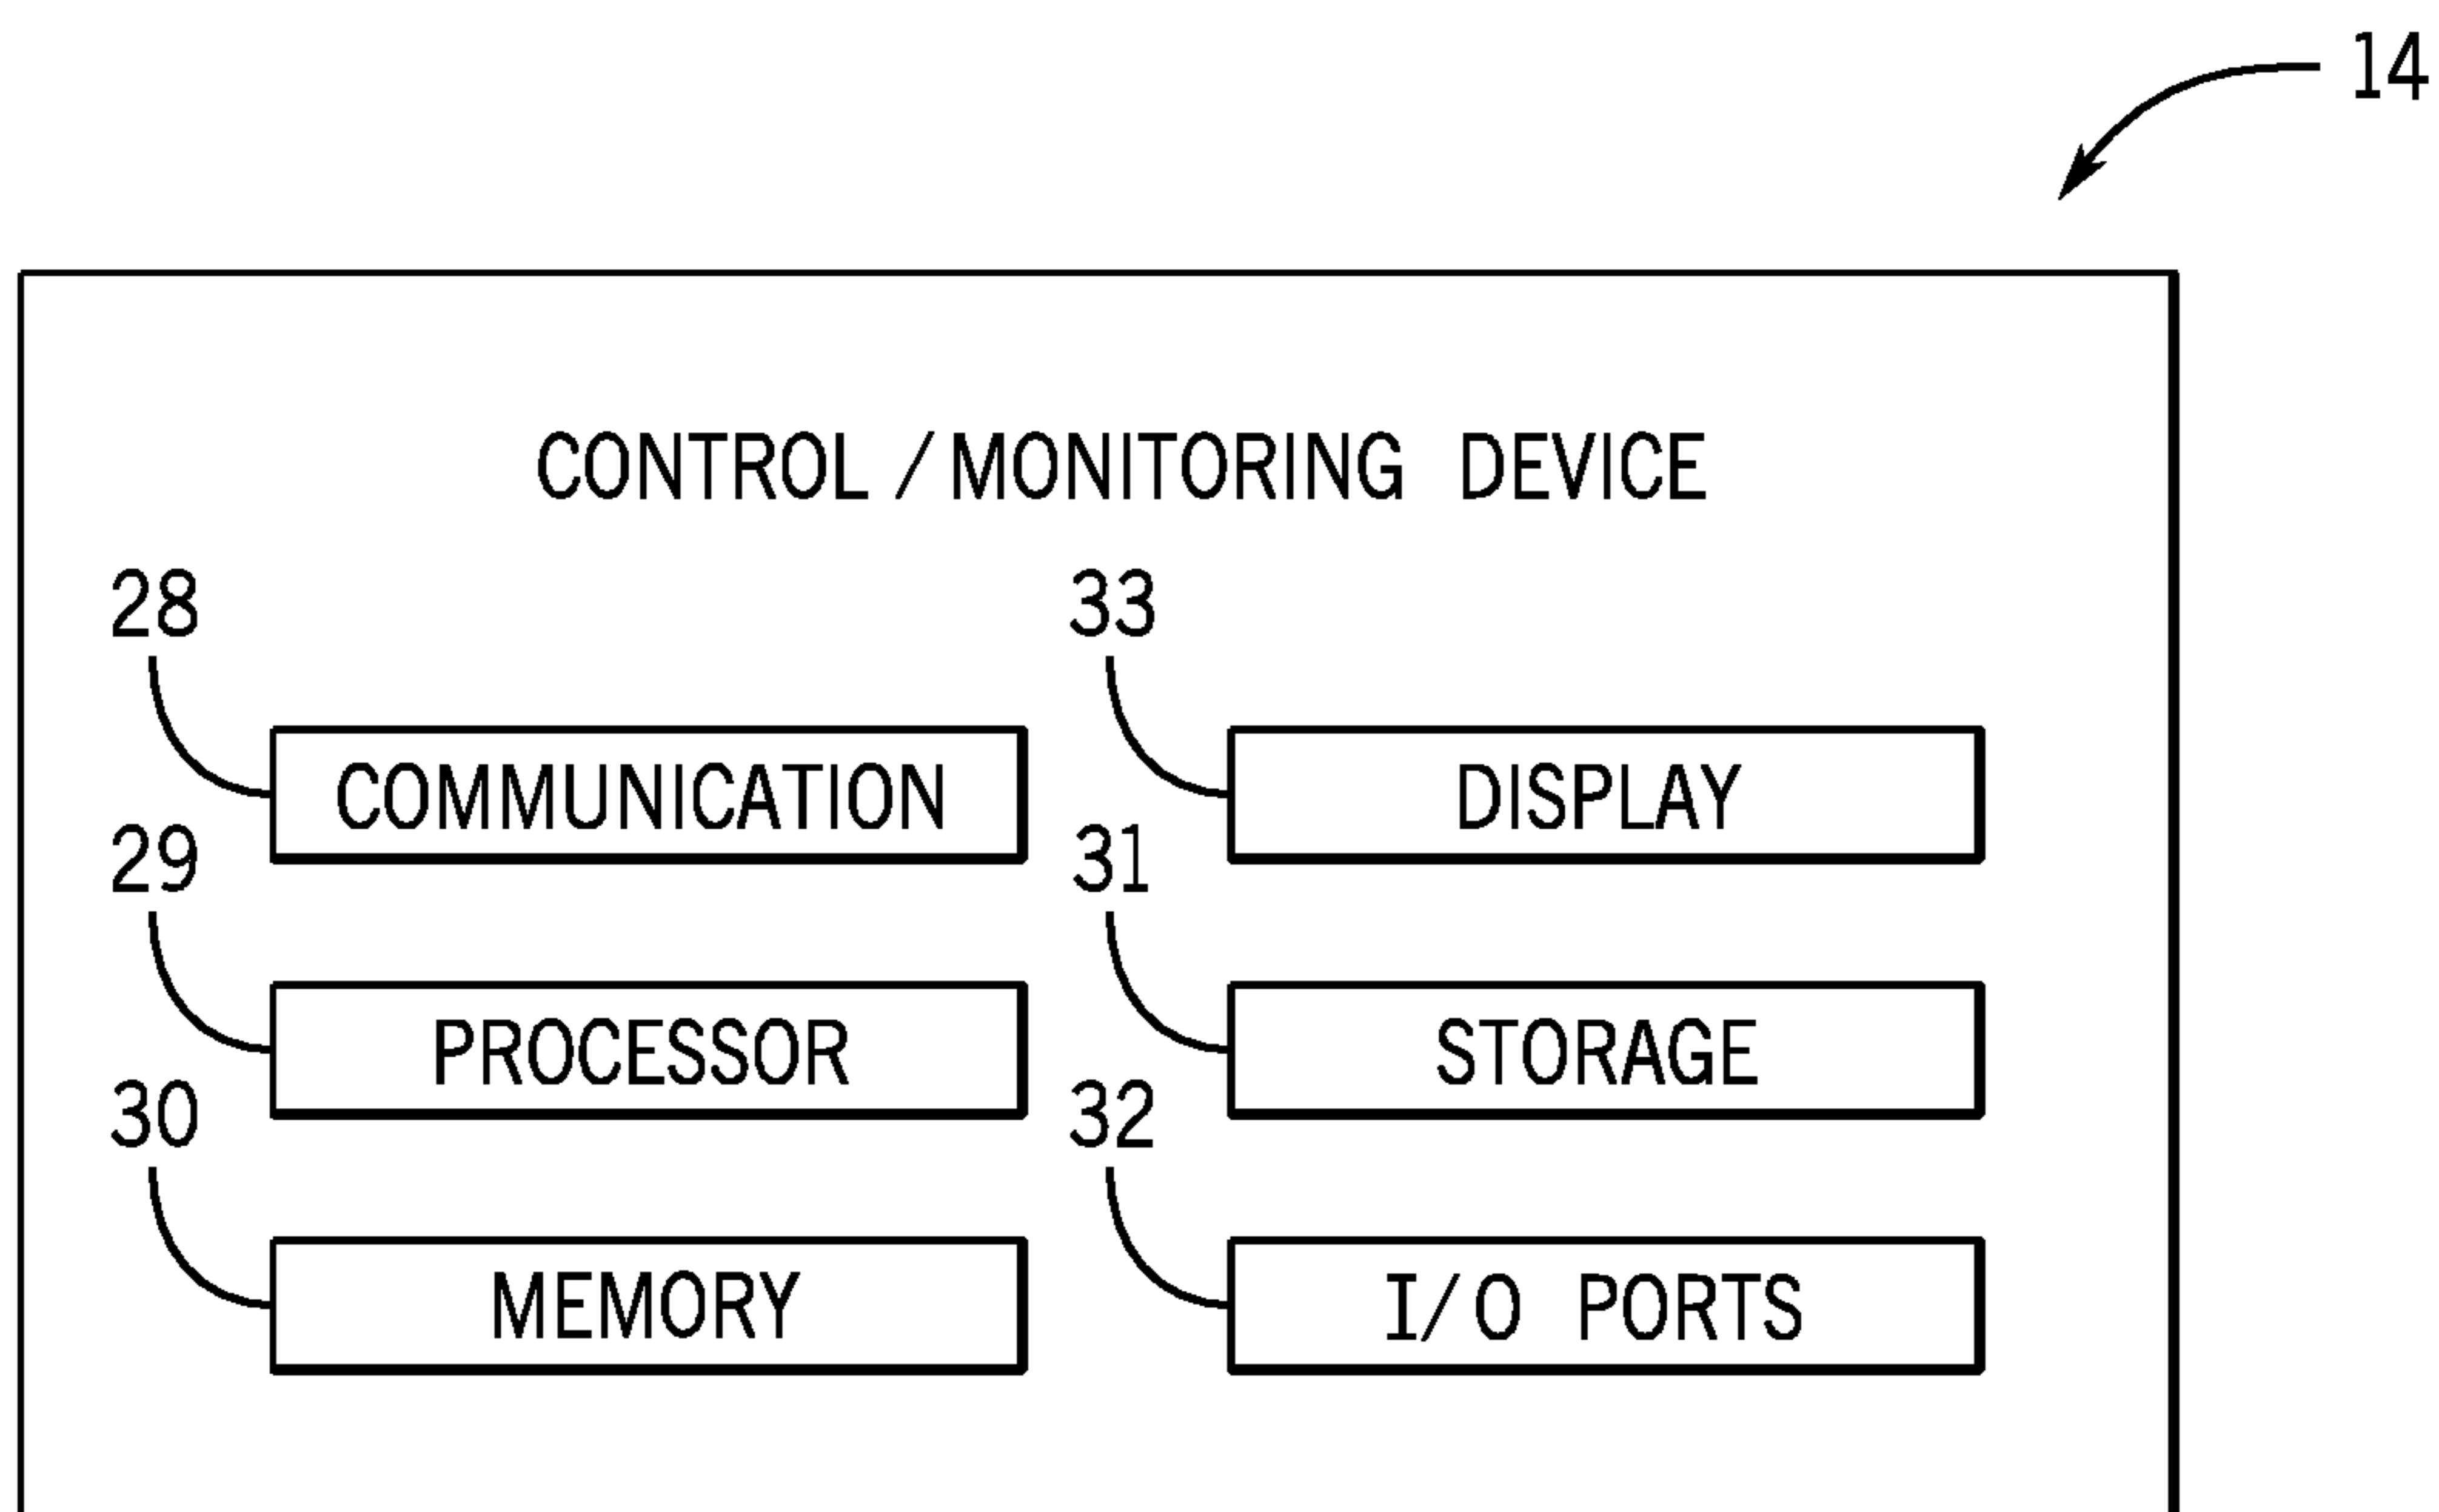 14
CONTROL/MONITORING DEVICE
28
33
COMMUNICATION
DISPLAY
29
31
PROCESSOR
STORAGE
30
32
MEMORY
I/O PORTS